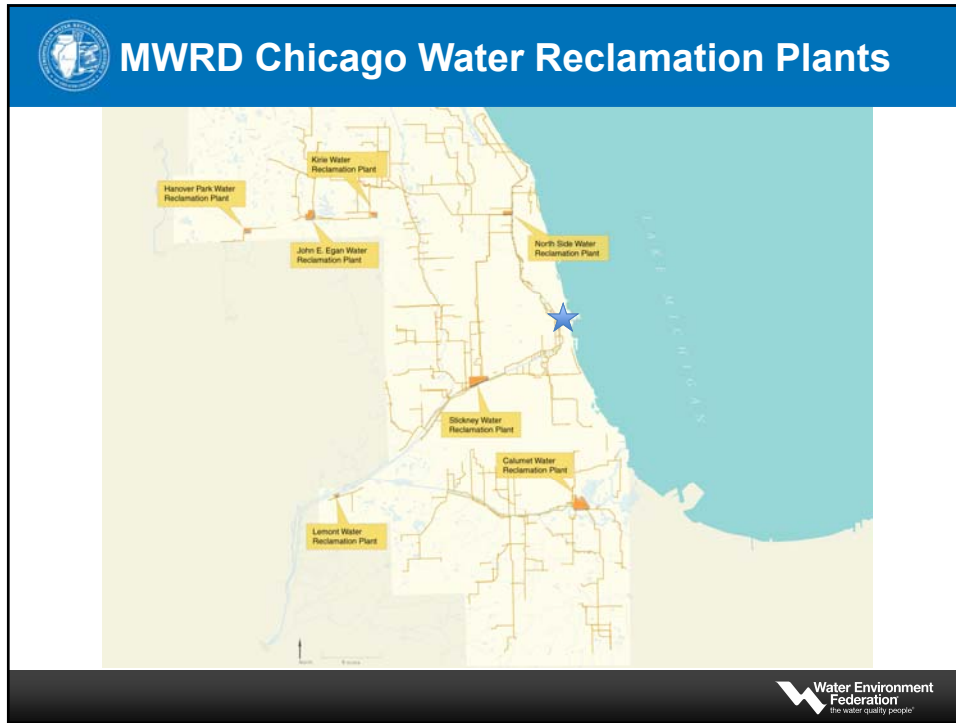 MWRD Chicago Water Reclamation Plants
Kirie Water
Reclamation Plant
Hanover Park Water
Reclamation Plant
John E. Egan Water
Reclamation Plant
North Side Water
Reclamation Plant
LAKE MICHIGAN
Stickney Water
Reclamation Plant
Calumet Water
Reclamation Plant
Lemont Water
Reclamation Plant
Water Environment
Federation
the water quality people®